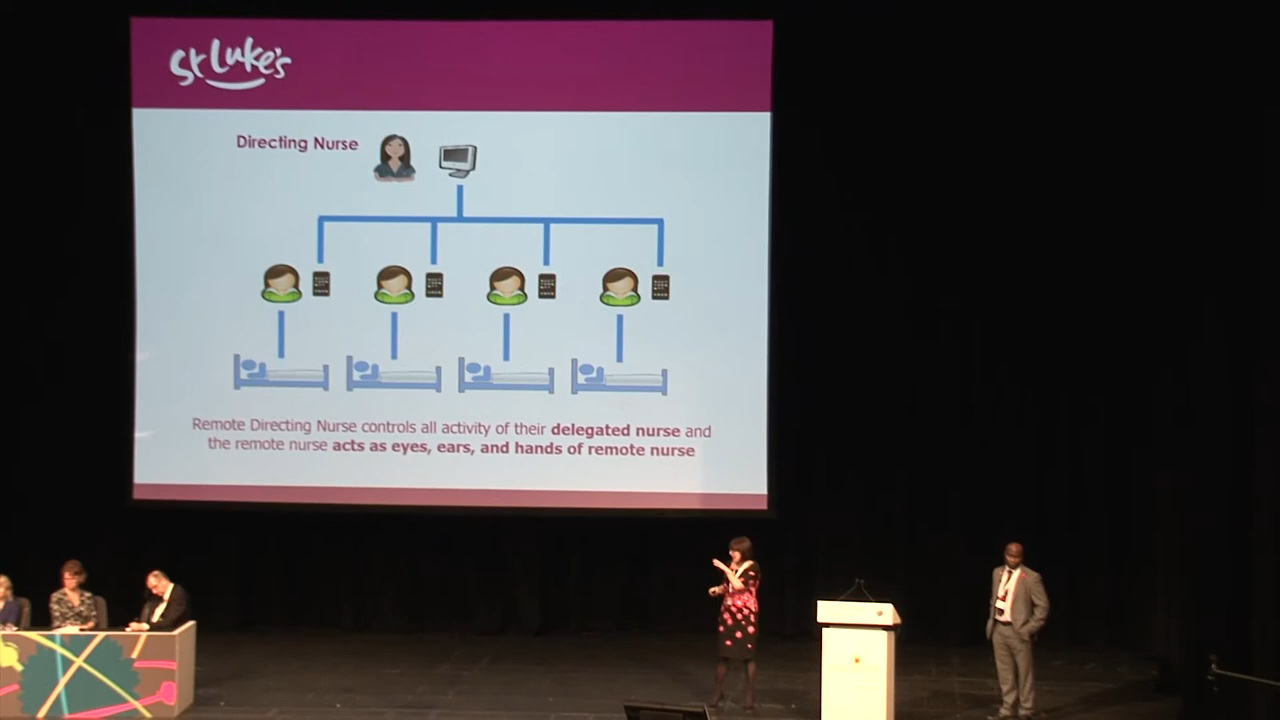 St Luke's
Directing Nurse
Remote Directing Nurse controls all activity of their delegated nurse and
the remote nurse acts as eyes, ears, and hands of remote nurse